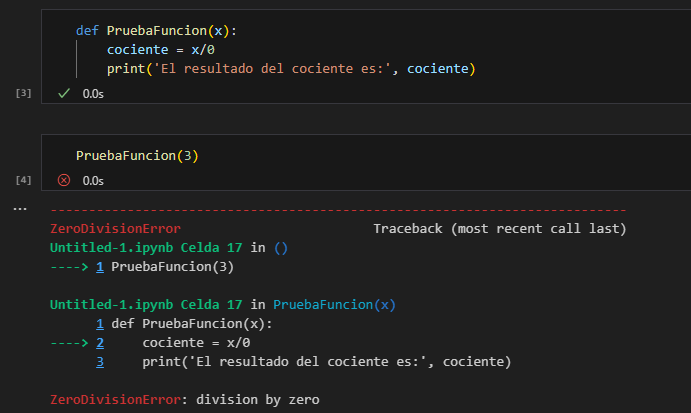 def PruebaFuncion(x):
    cociente = x/0
    print('El resultado del cociente es:', cociente)
[3] 0.0s
PruebaFuncion(3)
[4] 0.0s
...
---------------------------------------------------------------------------
ZeroDivisionError                         Traceback (most recent call last)
Untitled-1.ipynb Celda 17 in ()
----> 1 PruebaFuncion(3)
Untitled-1.ipynb Celda 17 in PruebaFuncion(x)
      1 def PruebaFuncion(x):
----> 2     cociente = x/0
      3     print('El resultado del cociente es:', cociente)
ZeroDivisionError: division by zero